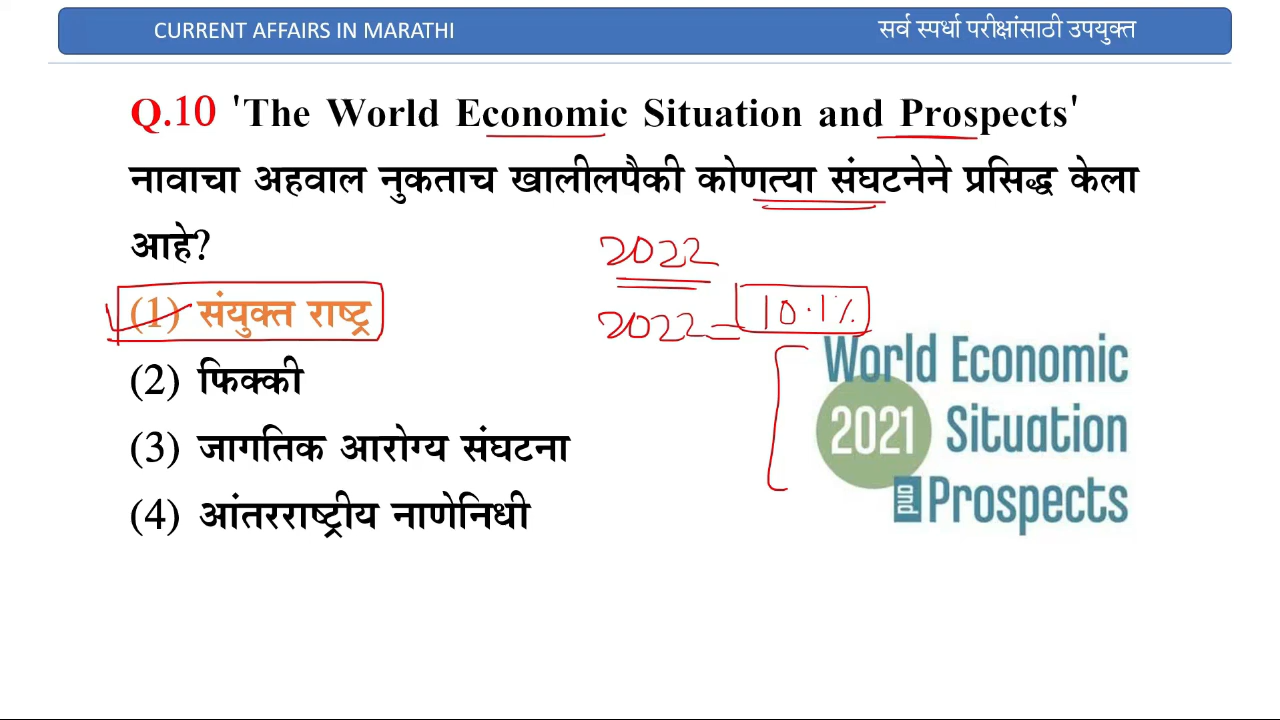 CURRENT AFFAIRS IN MARATHI
सर्व स्पर्धा परीक्षांसाठी उपयुक्त
Q.10 'The World Economic Situation and Prospects'
नावाचा अहवाल नुकताच खालीलपैकी कोणत्या संघटनेने प्रसिद्ध केला
आहे?
2022
(1) संयुक्त राष्ट्र
2022 = 10.1%
(2) फिक्की
(3) जागतिक आरोग्य संघटना
(4) आंतरराष्ट्रीय नाणेनिधी
World Economic
2021 Situation
and Prospects